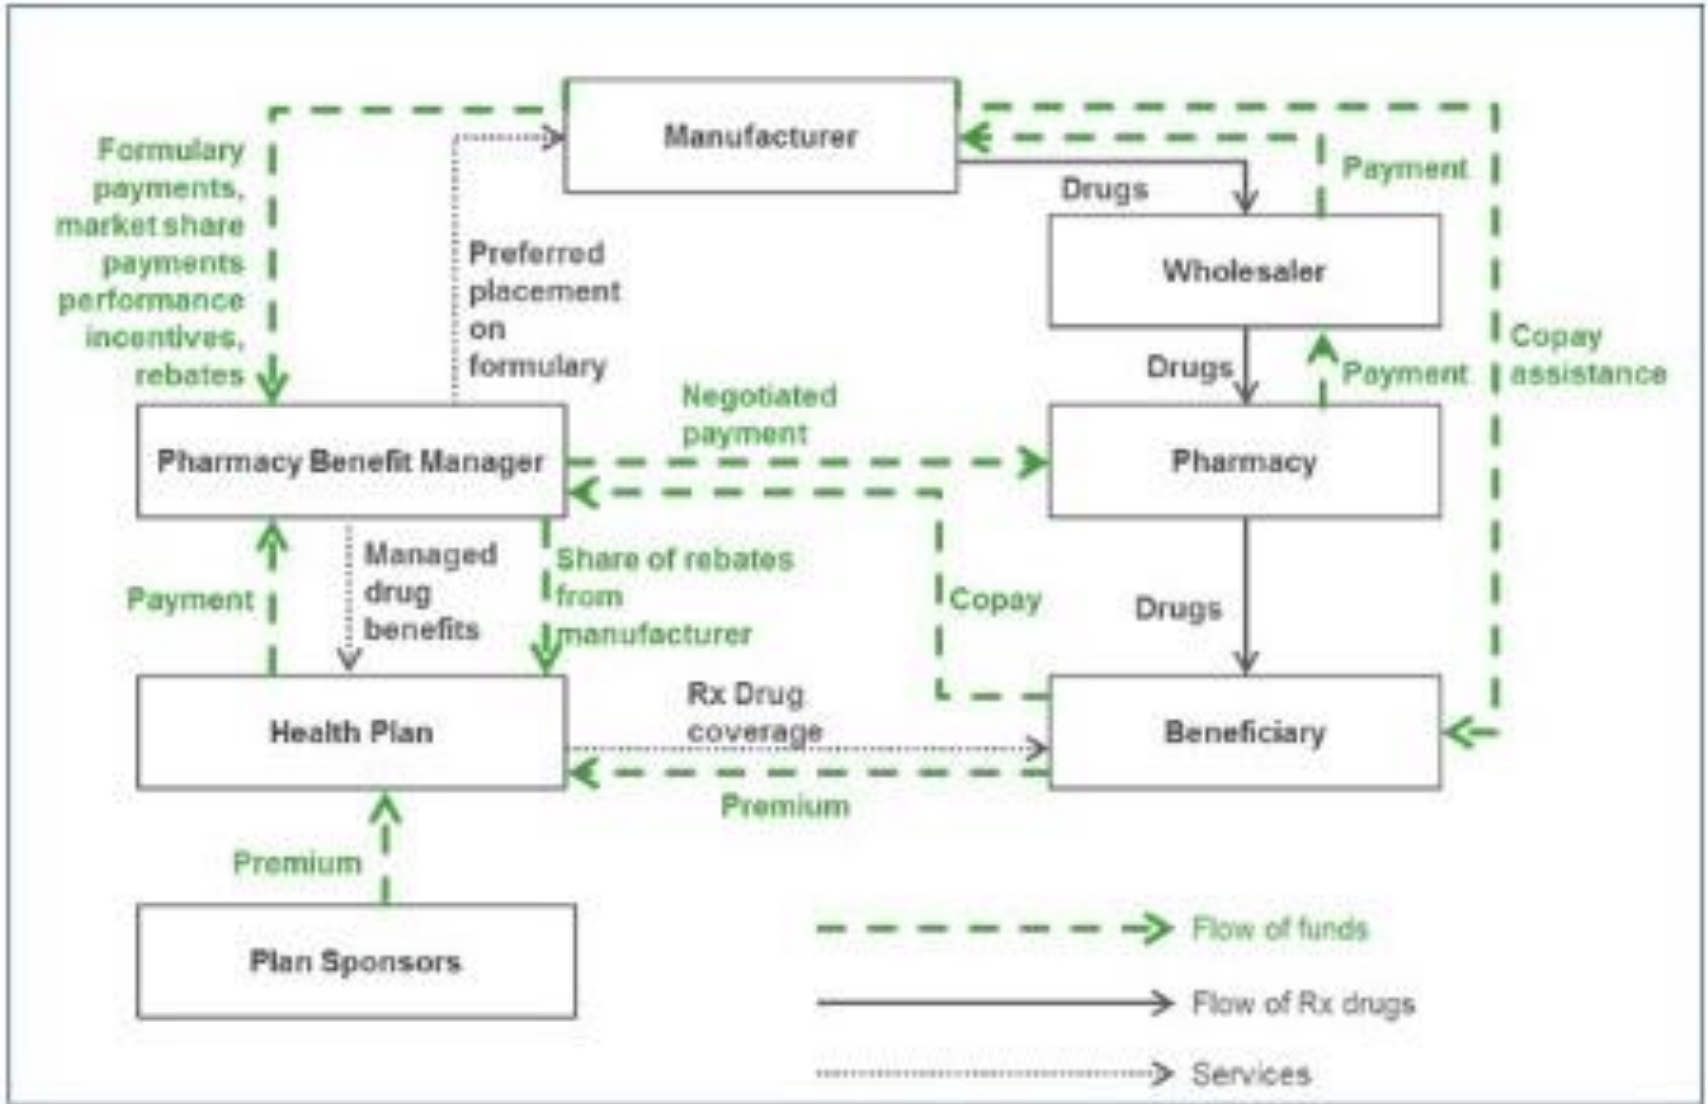 Manufacturer
Formulary
payments,
market share
payments
performance
incentives,
rebates
Preferred
placement
on
formulary
Drugs
Payment
Wholesaler
Drugs
Payment
Copay
assistance
Negotiated
payment
Pharmacy Benefit Manager
Pharmacy
Payment
Managed
drug
benefits
Share of rebates
from
manufacturer
Copay
Drugs
Rx Drug
coverage
Health Plan
Beneficiary
Premium
Premium
Plan Sponsors
Flow of funds
Flow of Rx drugs
Services